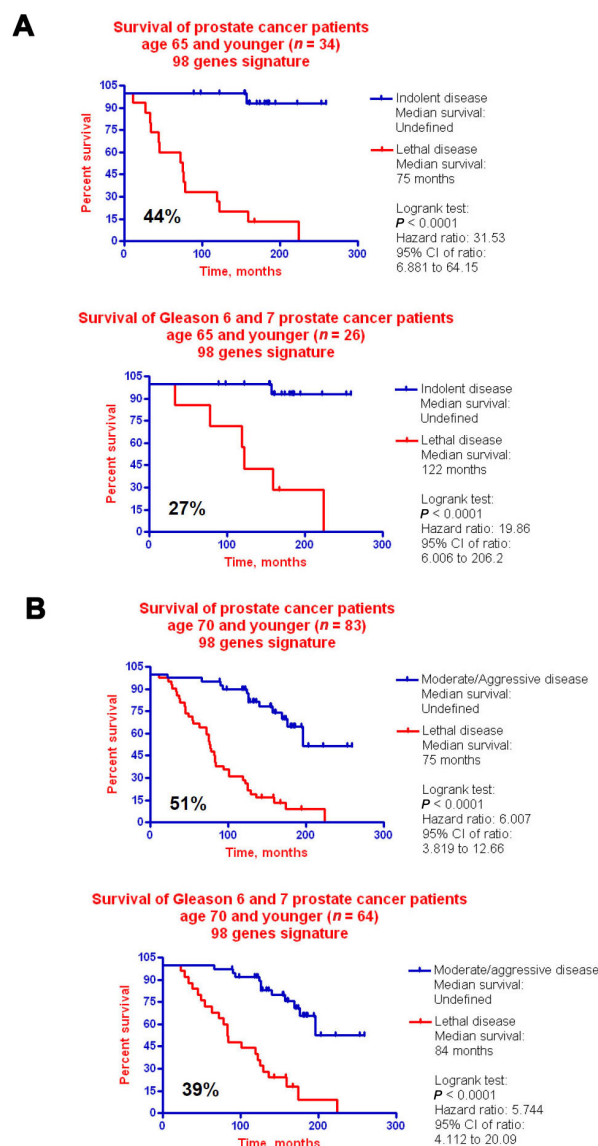 A
Survival of prostate cancer patients
age 65 and younger (n = 34)
98 genes signature
Percent survival
105
90
75
60
45
30
15
0
44%
0
100
200
300
Time, months
Indolent disease
Median survival:
Undefined
Lethal disease
Median survival:
75 months
Logrank test:
P < 0.0001
Hazard ratio: 31.53
95% CI of ratio:
6.881 to 64.15
Survival of Gleason 6 and 7 prostate cancer patients
age 65 and younger (n = 26)
98 genes signature
Percent survival
105
90
75
60
45
30
15
0
27%
0
100
200
300
Time, months
Indolent disease
Median survival:
Undefined
Lethal disease
Median survival:
122 months
Logrank test:
P < 0.0001
Hazard ratio: 19.86
95% CI of ratio:
6.006 to 206.2
B
Survival of prostate cancer patients
age 70 and younger (n = 83)
98 genes signature
Percent survival
105
90
75
60
45
30
15
0
51%
0
100
200
300
Time, months
Moderate/Aggressive disease
Median survival:
Undefined
Lethal disease
Median survival:
75 months
Logrank test:
P < 0.0001
Hazard ratio: 6.007
95% CI of ratio:
3.819 to 12.66
Survival of Gleason 6 and 7 prostate cancer patients
age 70 and younger (n = 64)
98 genes signature
Percent survival
105
90
75
60
45
30
15
0
39%
0
100
200
300
Time, months
Moderate/aggressive disease
Median survival:
Undefined
Lethal disease
Median survival:
84 months
Logrank test:
P < 0.0001
Hazard ratio: 5.744
95% CI of ratio:
4.112 to 20.09